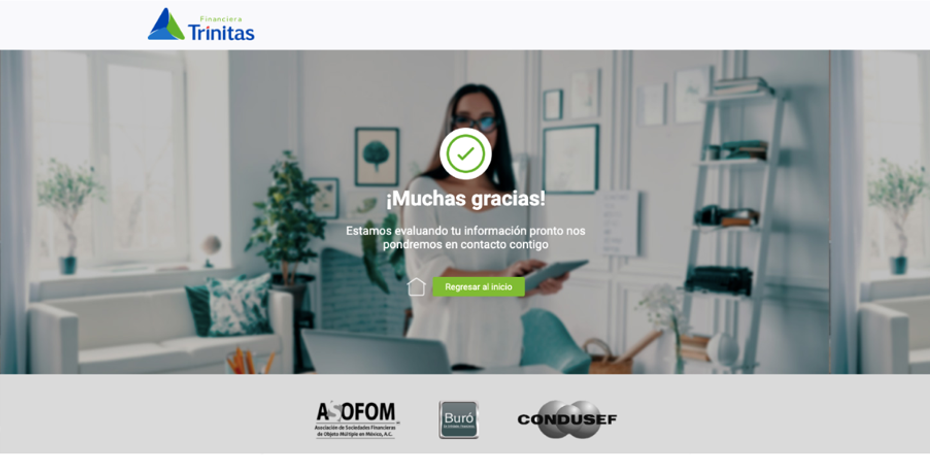 Financiera
Trinitas
¡Muchas gracias!
Estamos evaluando tu información pronto nos
pondremos en contacto contigo
Regresar al inicio
ASOFOM
Asociación de Sociedades Financieras
de Objeto Múltiple en México, A.C.
Buró
CONDUSEF